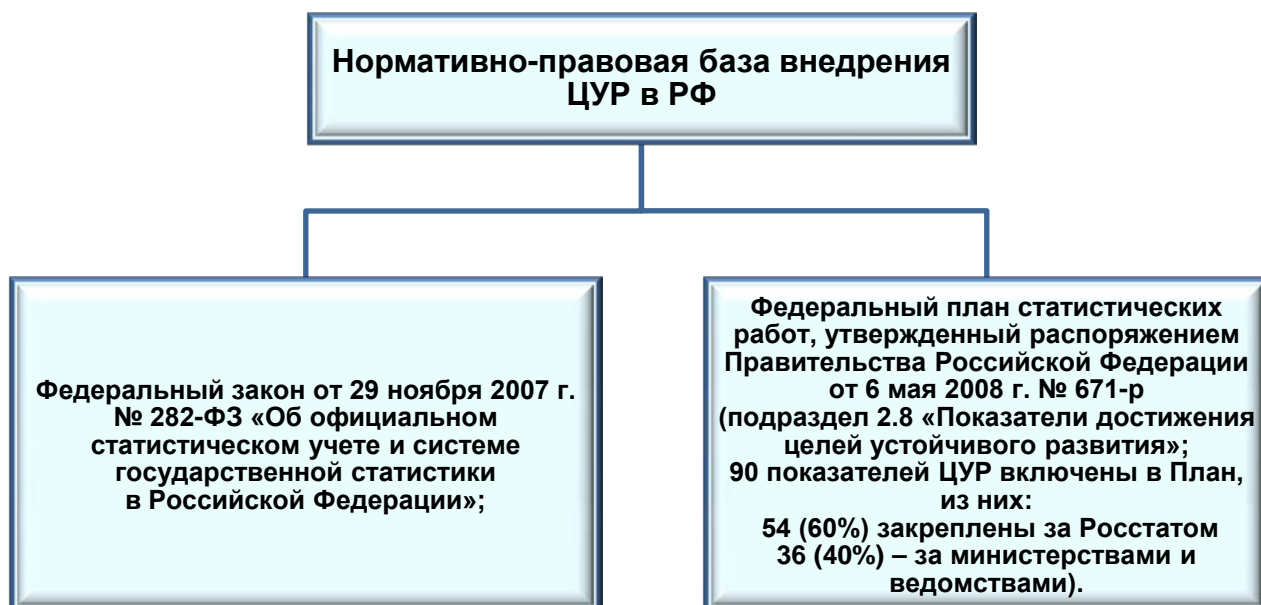 Нормативно-правовая база внедрения
ЦУР в РФ
Федеральный закон от 29 ноября 2007 г.
№ 282-ФЗ «Об официальном
статистическом учете и системе
государственной статистики
в Российской Федерации»;
Федеральный план статистических
работ, утвержденный распоряжением
Правительства Российской Федерации
от 6 мая 2008 г. № 671-р
(подраздел 2.8 «Показатели достижения
целей устойчивого развития»;
90 показателей ЦУР включены в План,
из них:
54 (60%) закреплены за Росстатом
36 (40%) – за министерствами и
ведомствами).